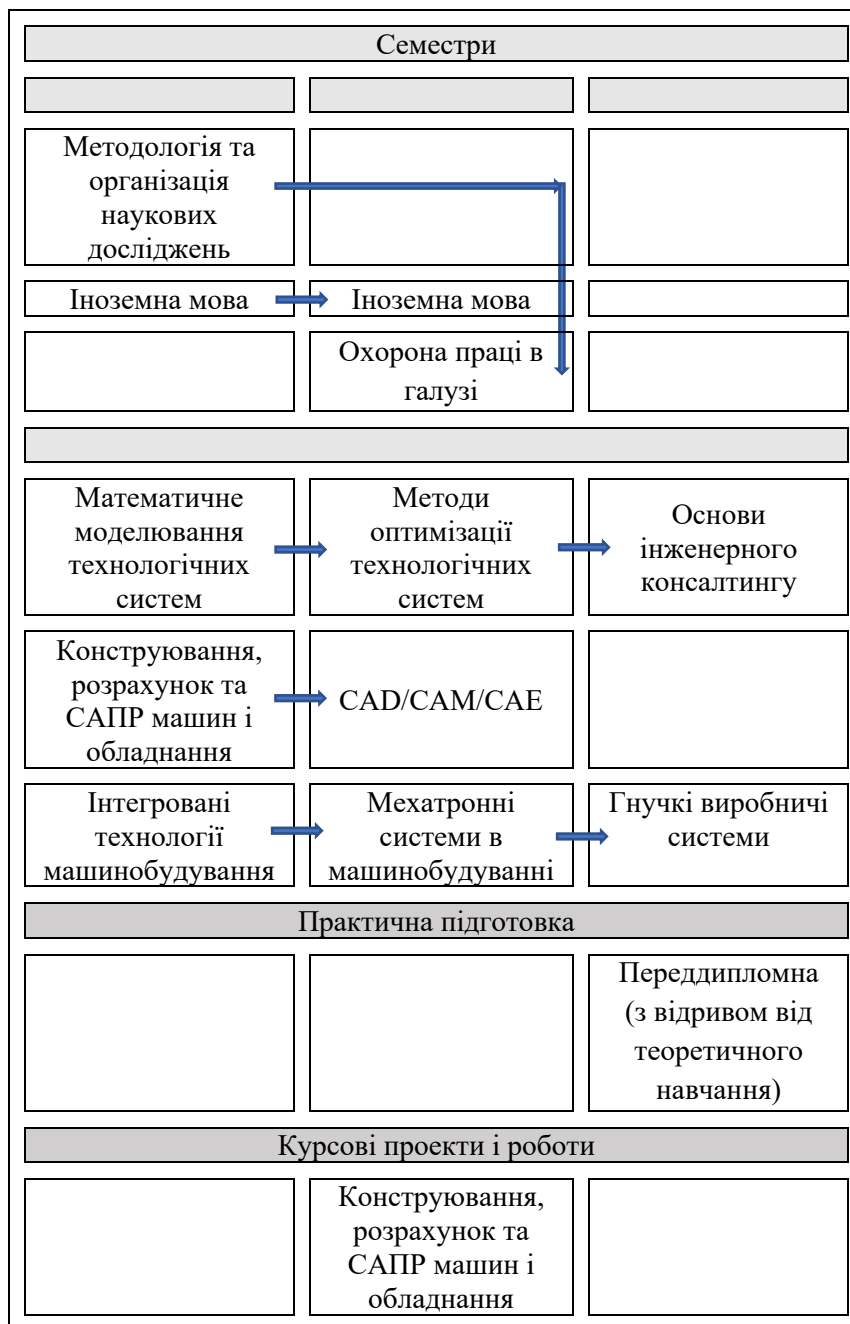 Семестри
Методологія та
організація
наукових
досліджень
Іноземна мова
Іноземна мова
Охорона праці в
галузі
Математичне
моделювання
технологічних
систем
Методи
оптимізації
технологічних
систем
Основи
інженерного
консалтингу
Конструювання,
розрахунок та
САПР машин і
обладнання
CAD/CAM/CAE
Інтегровані
технології
машинобудування
Мехатронні
системи в
машинобудуванні
Гнучкі виробничі
системи
Практична підготовка
Переддипломна
(з відривом від
теоретичного
навчання)
Курсові проекти і роботи
Конструювання,
розрахунок та
САПР машин і
обладнання